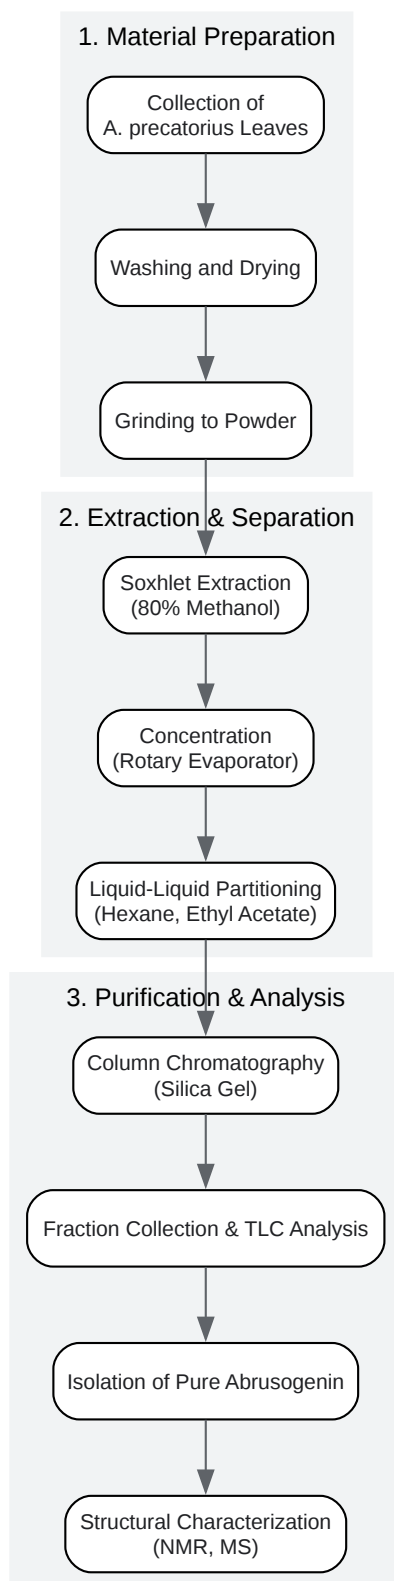 1. Material Preparation
Collection of
A. precatorius Leaves
Washing and Drying
Grinding to Powder
2. Extraction & Separation
Soxhlet Extraction
(80% Methanol)
Concentration
(Rotary Evaporator)
Liquid-Liquid Partitioning
(Hexane, Ethyl Acetate)
3. Purification & Analysis
Column Chromatography
(Silica Gel)
Fraction Collection & TLC Analysis
Isolation of Pure Abrusogenin
Structural Characterization
(NMR, MS)